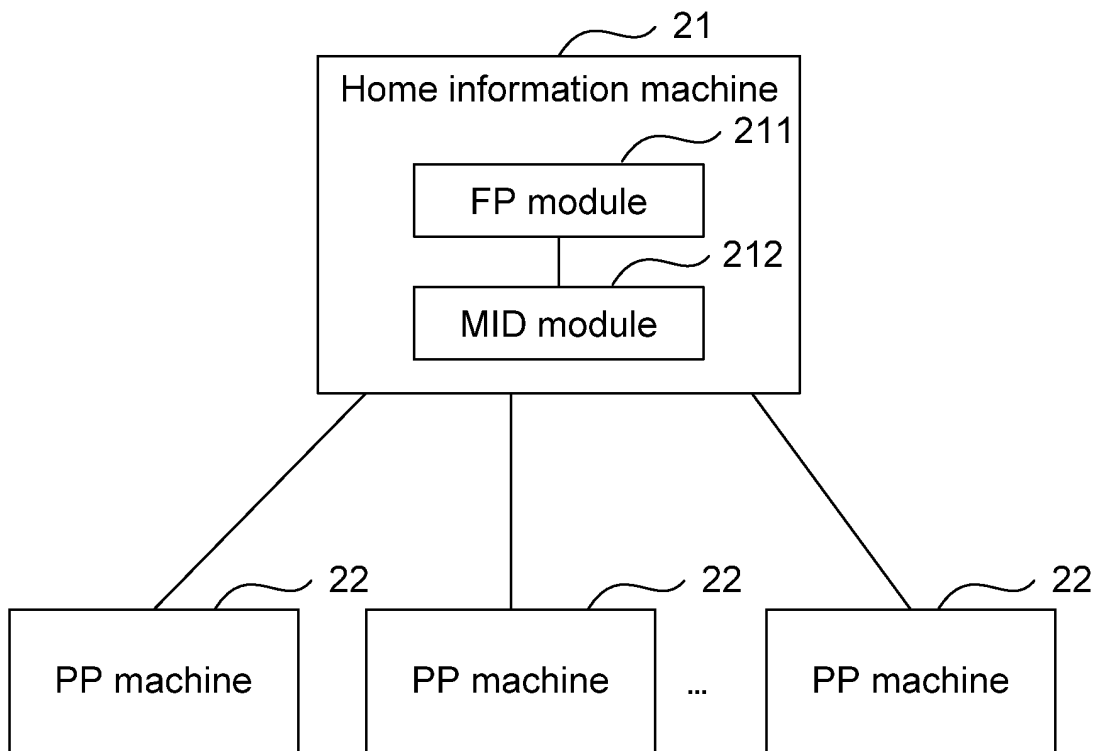 21
Home information machine
211
FP module
212
MID module
22
22
22
PP machine
PP machine
...
PP machine